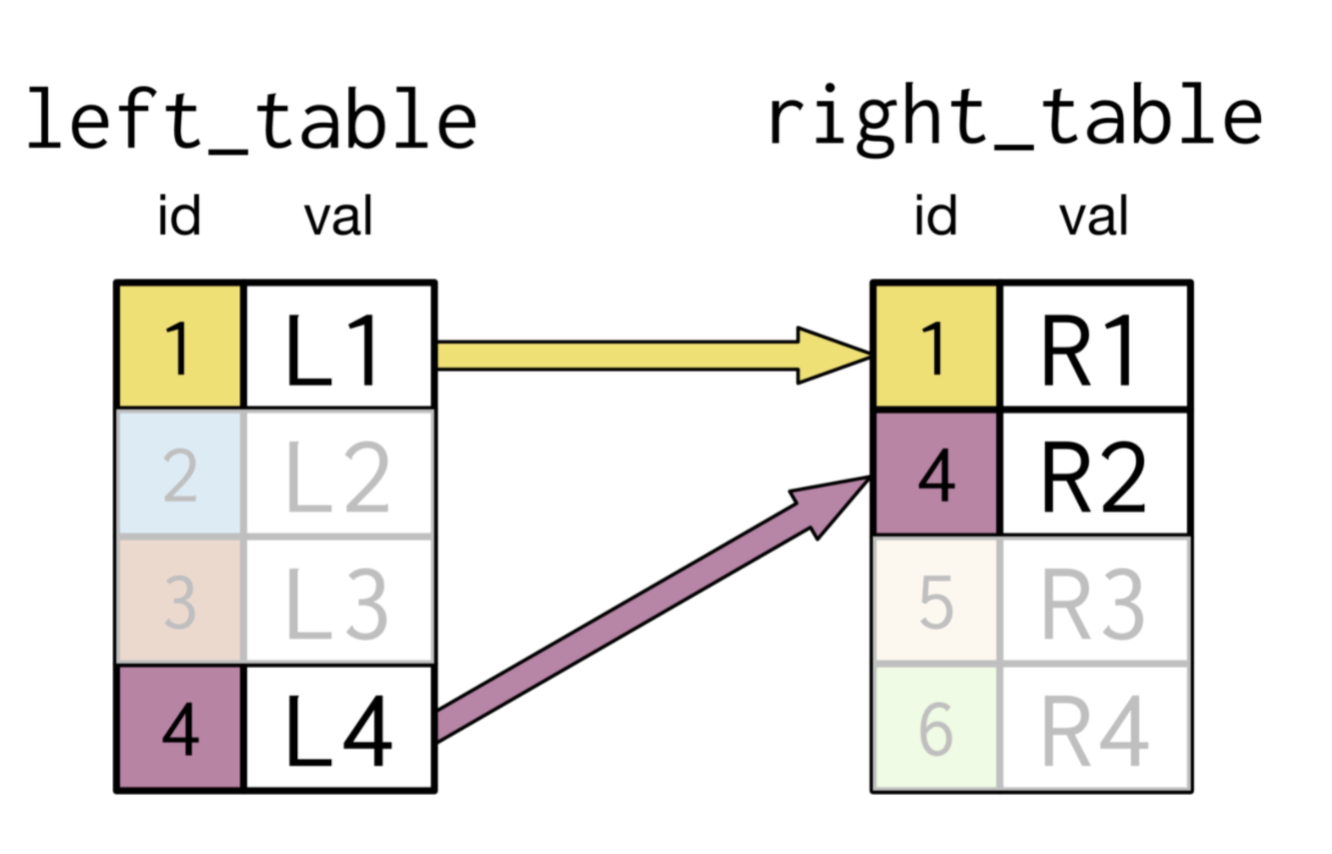 left_table right_table
id val id val
1 L1 1 R1
2 L2 4 R2
3 L3 5 R3
4 L4 6 R4